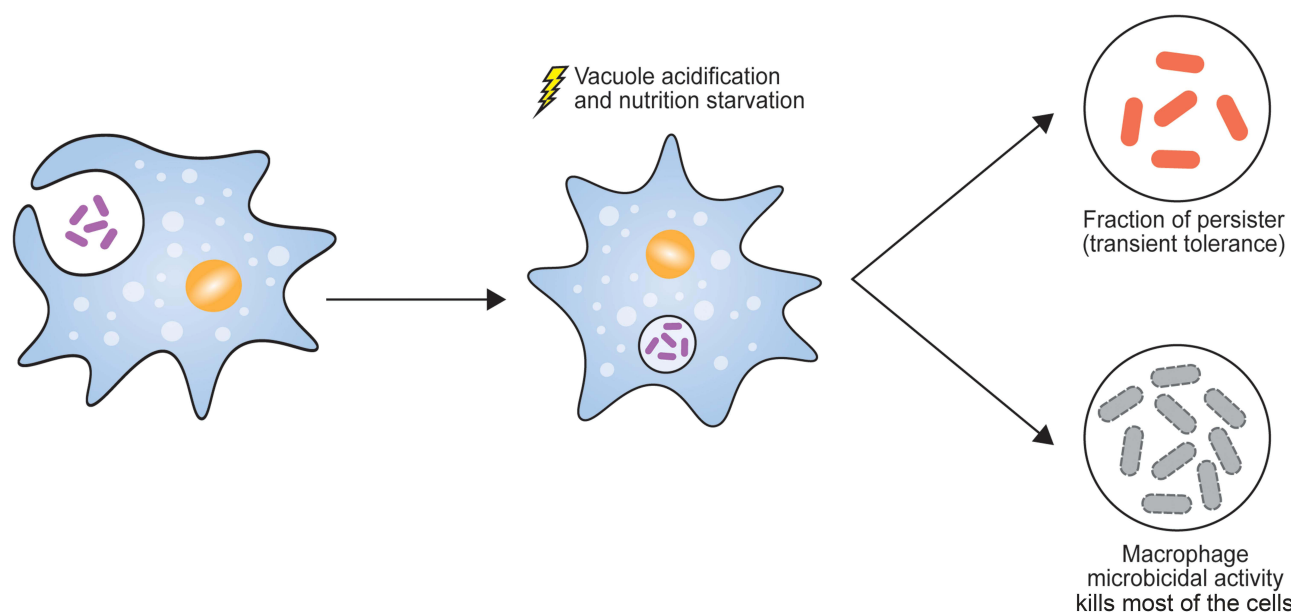 Vacuole acidification
and nutrition starvation
Fraction of persister
(transient tolerance)
Macrophage
microbicidal activity
kills most of the cells